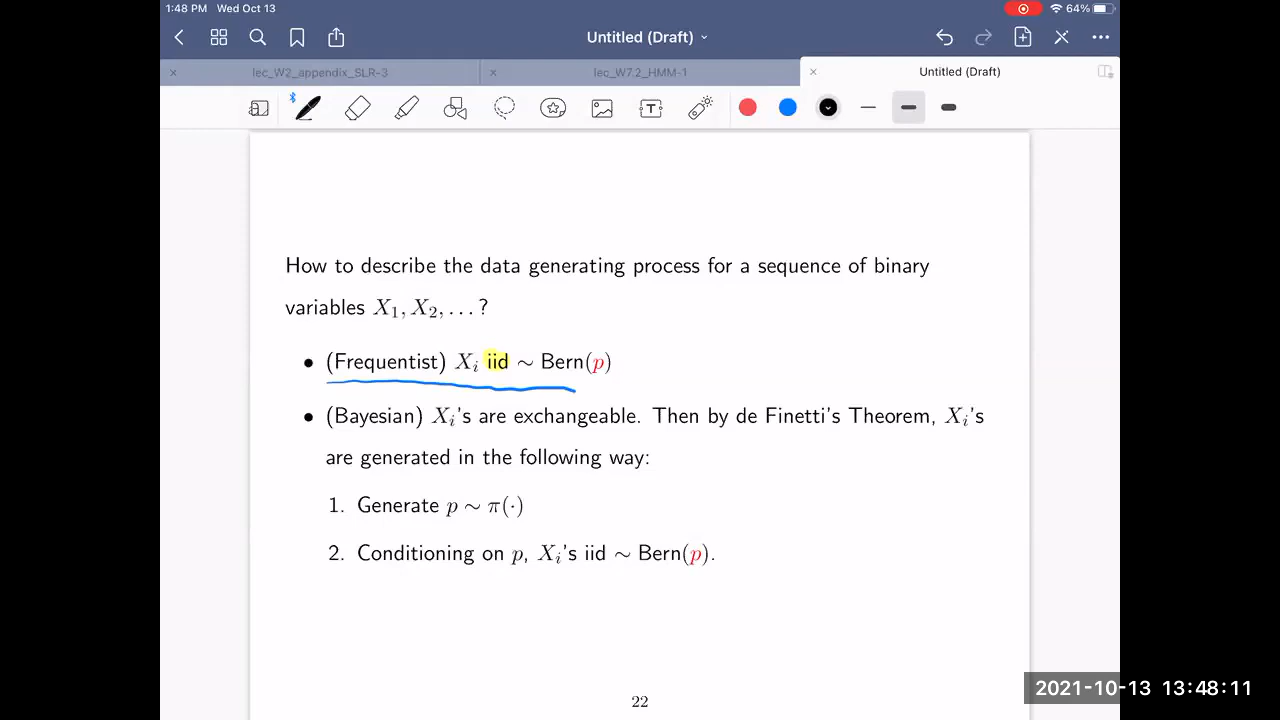 1:48 PM Wed Oct 13
64%
Untitled (Draft)
lec_W2_appendix_SLR-3
lec_W7.2_HMM-1
Untitled (Draft)
How to describe the data generating process for a sequence of binary
variables X₁, X₂, . . . ?
• (Frequentist) Xᵢ iid ∼ Bern(p)
• (Bayesian) Xᵢ's are exchangeable. Then by de Finetti's Theorem, Xᵢ's
are generated in the following way:
1. Generate p ∼ π(·)
2. Conditioning on p, Xᵢ's iid ∼ Bern(p).
22
2021-10-13 13:48:11